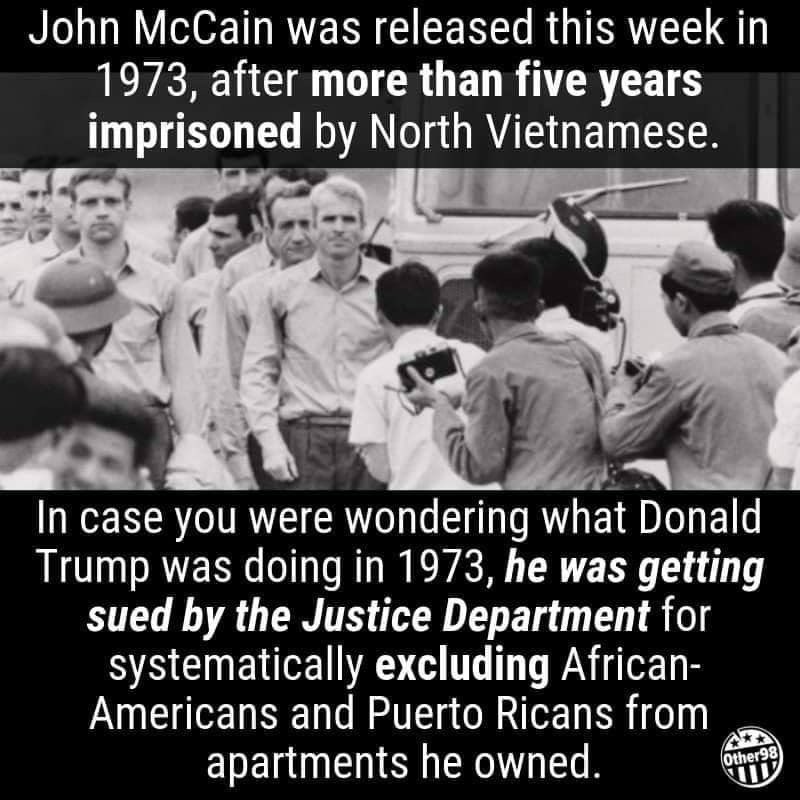 John McCain was released this week in
1973, after more than five years
imprisoned by North Vietnamese.
In case you were wondering what Donald
Trump was doing in 1973, he was getting
sued by the Justice Department for
systematically excluding African-
Americans and Puerto Ricans from
apartments he owned.
Other98